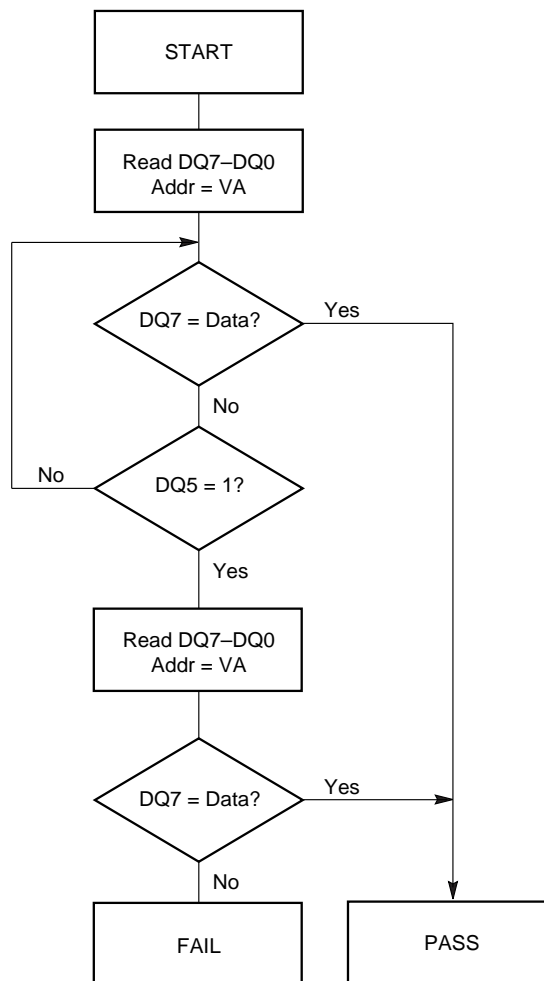 START
Read DQ7–DQ0
Addr = VA
DQ7 = Data?
Yes
No
No
DQ5 = 1?
Yes
Read DQ7–DQ0
Addr = VA
DQ7 = Data?
Yes
No
FAIL
PASS